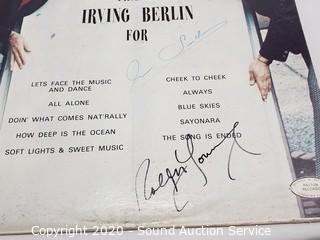 IRVING BERLIN
FOR
LETS FACE THE MUSIC
AND DANCE
ALL ALONE
DOIN' WHAT COMES NAT'RALLY
HOW DEEP IS THE OCEAN
SOFT LIGHTS & SWEET MUSIC
CHEEK TO CHEEK
ALWAYS
BLUE SKIES
SAYONARA
THE SONG IS ENDED
Copyright 2020 - Sound Auction Service